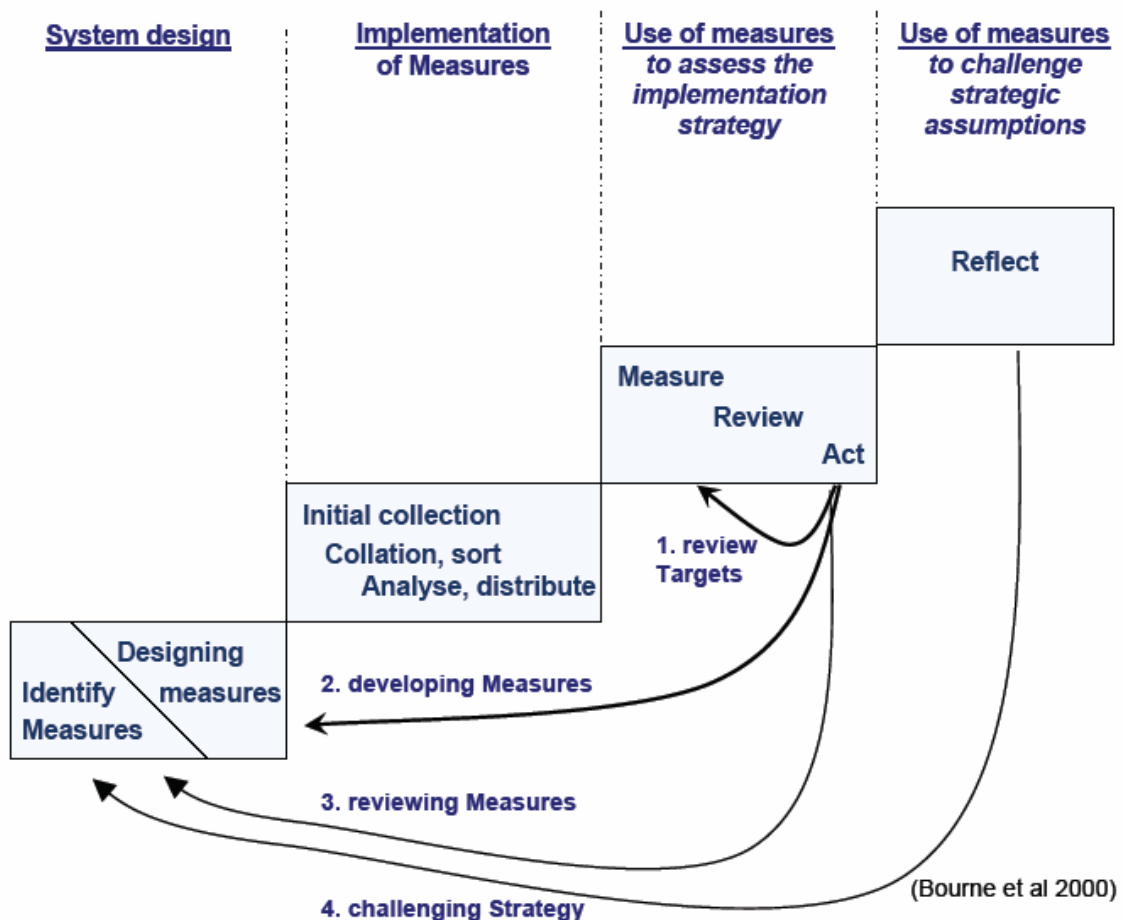 System design
Implementation
of Measures
Use of measures
to assess the
implementation
strategy
Use of measures
to challenge
strategic
assumptions
Reflect
Measure
Review
Act
Initial collection
Collation, sort
Analyse, distribute
1. review
Targets
Designing
measures
Identify
Measures
2. developing Measures
3. reviewing Measures
4. challenging Strategy
(Bourne et al 2000)